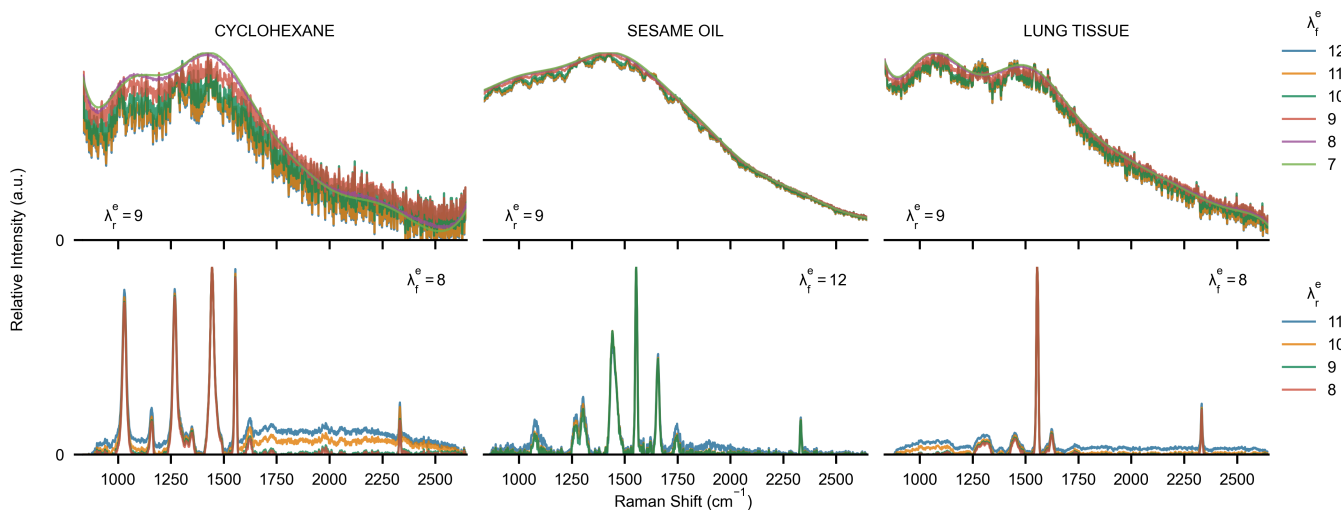 CYCLOHEXANE SESAME OIL LUNG TISSUE
λ_f^e
12
11
10
9
8
7
Relative Intensity (a.u.)
λ_r^e = 9 λ_r^e = 9 λ_r^e = 9
0
λ_f^e = 8 λ_f^e = 12 λ_f^e = 8
λ_r^e
11
10
9
8
0
1000 1250 1500 1750 2000 2250 2500 1000 1250 1500 1750 2000 2250 2500 1000 1250 1500 1750 2000 2250 2500
Raman Shift (cm⁻¹)